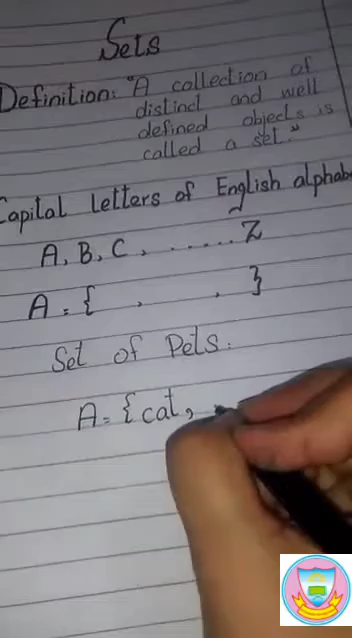 Sets
Definition: "A collection of
distinct and well
defined objects is
called a set."
Capital letters of English alphab
A, B, C, ...... Z
A = { , , }
Set of Pets.
A = { cat,